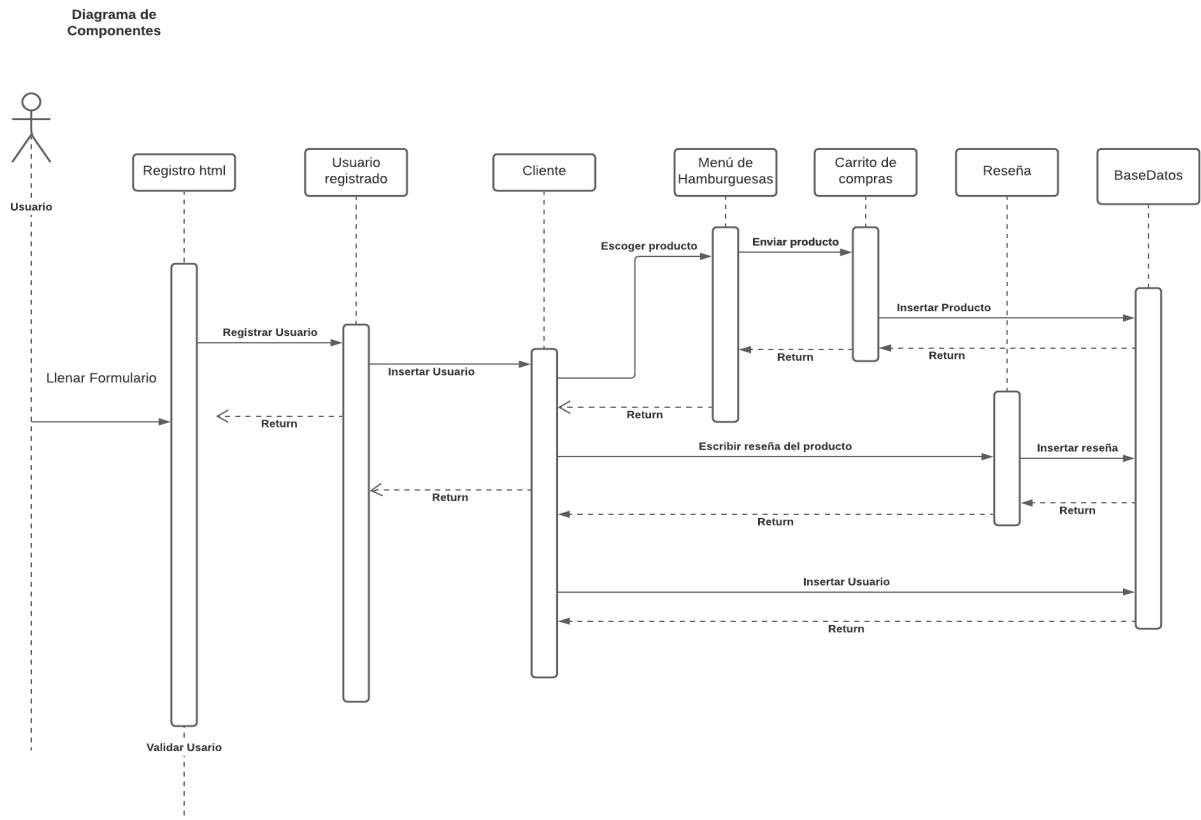 Diagrama de
Componentes
Usuario
Registro html
Usuario
registrado
Cliente
Menú de
Hamburguesas
Carrito de
compras
Reseña
BaseDatos
Escoger producto
Enviar producto
Insertar Producto
Registrar Usuario
Return
Return
Insertar Usuario
Llenar Formulario
Return
Return
Escribir reseña del producto
Insertar reseña
Return
Return
Return
Insertar Usuario
Return
Validar Usario